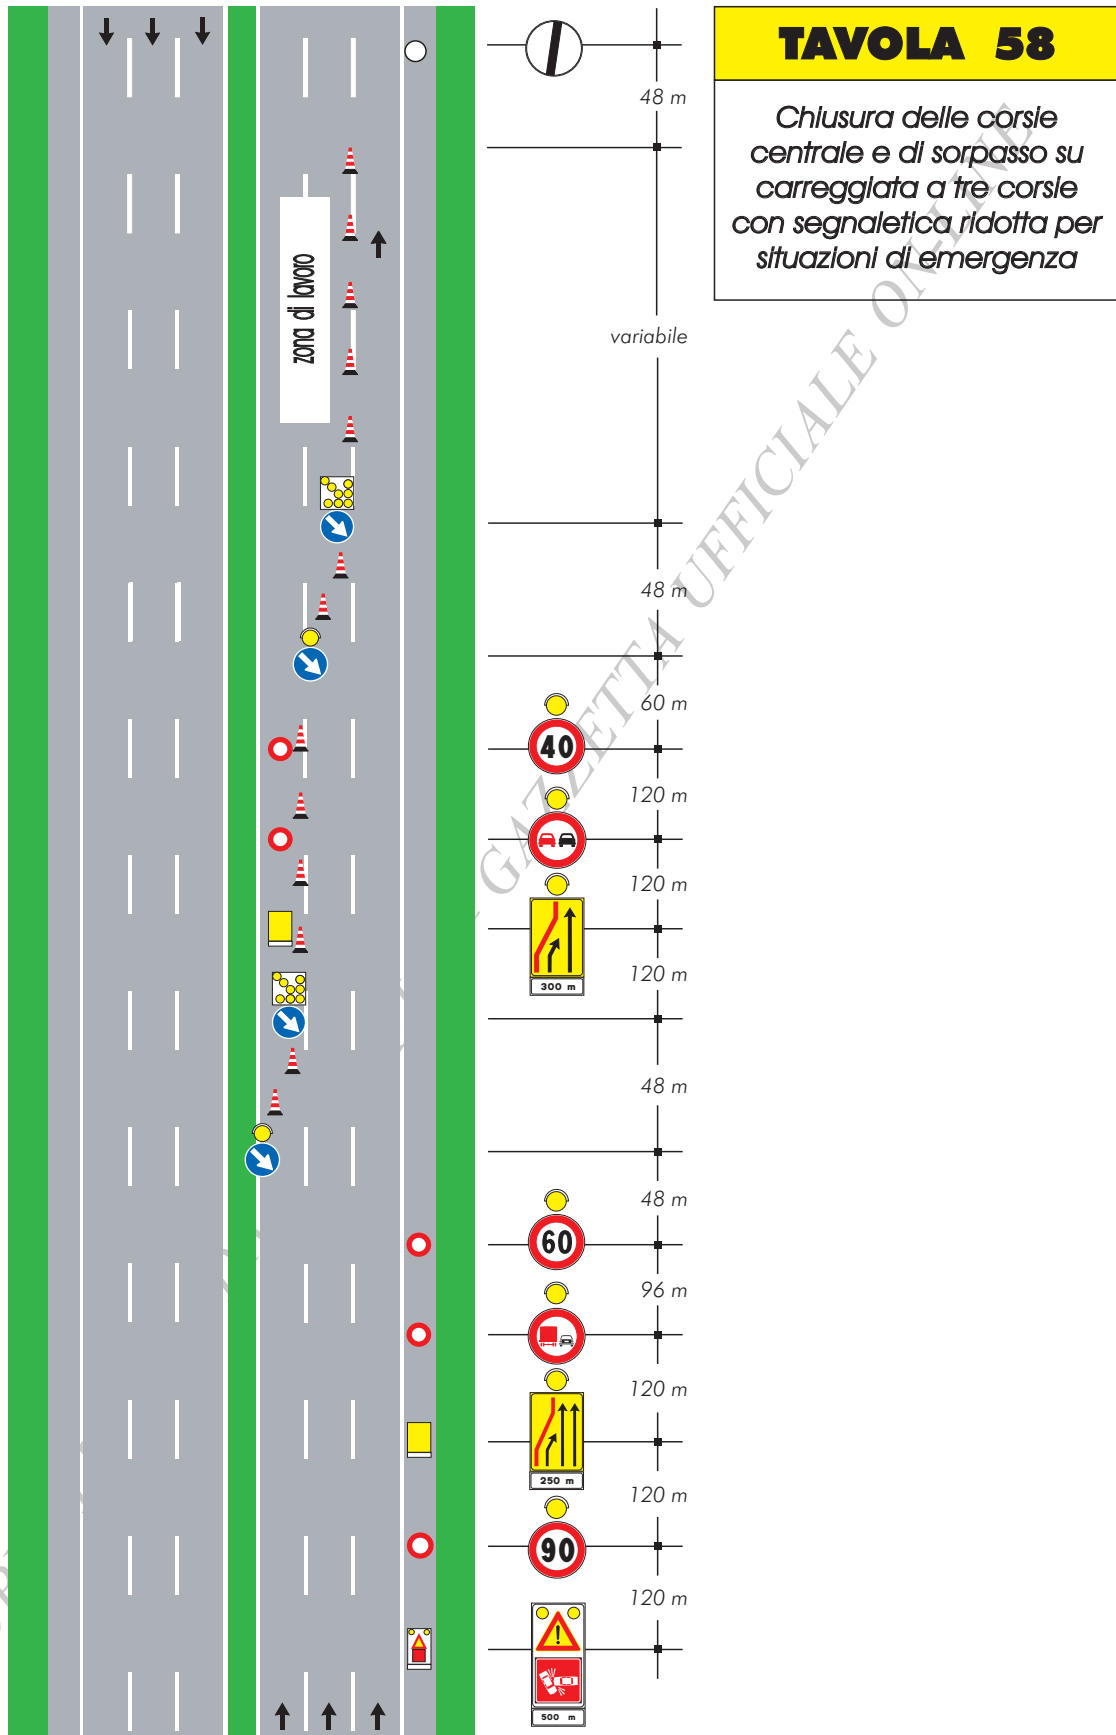 TAVOLA 58
Chiusura delle corsie
centrale e di sorpasso su
carreggiata a tre corsie
con segnaletica ridotta per
situazioni di emergenza
48 m
zona di lavoro
variabile
48 m
60 m
40
120 m
120 m
300 m
120 m
48 m
48 m
60
96 m
120 m
250 m
120 m
90
120 m
!
500 m
GAZZETTA UFFICIALE ON-LINE